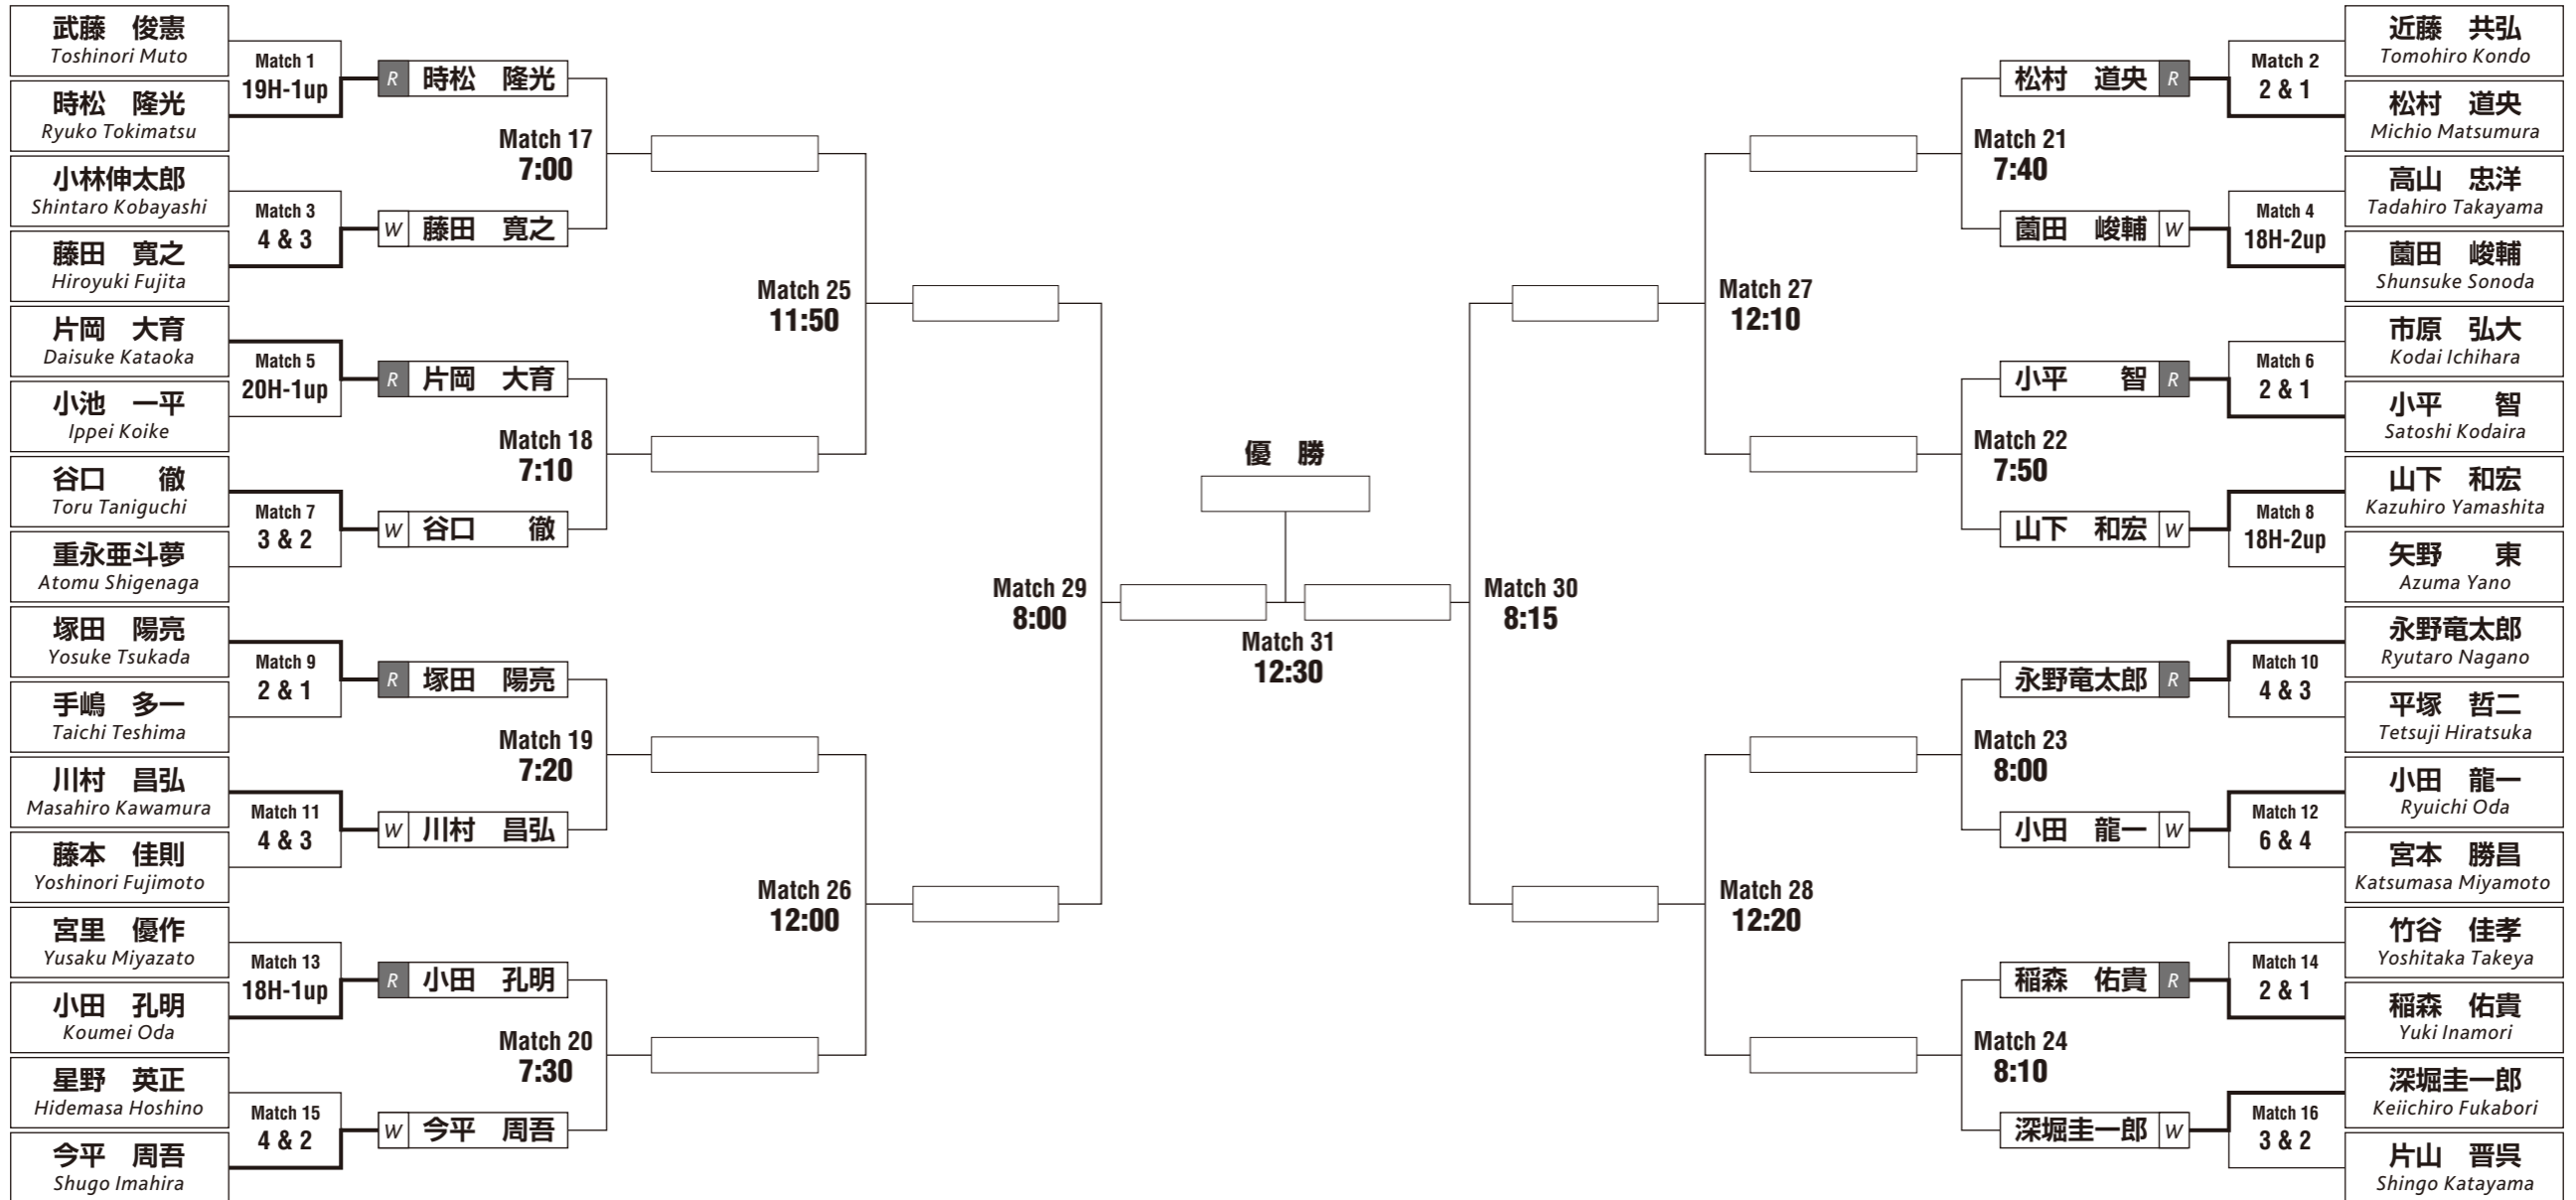 武藤　俊憲
Toshinori Muto
時松　隆光
Ryuko Tokimatsu
Match 1
19H-1up
小林伸太郎
Shintaro Kobayashi
藤田　寛之
Hiroyuki Fujita
Match 3
4 & 3
片岡　大育
Daisuke Kataoka
小池　一平
Ippei Koike
Match 5
20H-1up
谷口　　徹
Toru Taniguchi
重永亜斗夢
Atomu Shigenaga
Match 7
3 & 2
塚田　陽亮
Yosuke Tsukada
手嶋　多一
Taichi Teshima
Match 9
2 & 1
川村　昌弘
Masahiro Kawamura
藤本　佳則
Yoshinori Fujimoto
Match 11
4 & 3
宮里　優作
Yusaku Miyazato
小田　孔明
Koumei Oda
Match 13
18H-1up
星野　英正
Hidemasa Hoshino
今平　周吾
Shugo Imahira
Match 15
4 & 2
R 時松　隆光
Match 17
7:00
W 藤田　寛之
R 片岡　大育
Match 18
7:10
W 谷口　　徹
R 塚田　陽亮
Match 19
7:20
W 川村　昌弘
R 小田　孔明
Match 20
7:30
W 今平　周吾
Match 25
11:50
Match 26
12:00
Match 29
8:00
優　勝
Match 31
12:30
Match 30
8:15
Match 27
12:10
Match 28
12:20
松村　道央 R
Match 21
7:40
薗田　峻輔 W
小平　　智 R
Match 22
7:50
山下　和宏 W
永野竜太郎 R
Match 23
8:00
小田　龍一 W
稲森　佑貴 R
Match 24
8:10
深堀圭一郎 W
Match 2
2 & 1
近藤　共弘
Tomohiro Kondo
松村　道央
Michio Matsumura
Match 4
18H-2up
高山　忠洋
Tadahiro Takayama
薗田　峻輔
Shunsuke Sonoda
Match 6
2 & 1
市原　弘大
Kodai Ichihara
小平　　智
Satoshi Kodaira
Match 8
18H-2up
山下　和宏
Kazuhiro Yamashita
矢野　　東
Azuma Yano
Match 10
4 & 3
永野竜太郎
Ryutaro Nagano
平塚　哲二
Tetsuji Hiratsuka
Match 12
6 & 4
小田　龍一
Ryuichi Oda
宮本　勝昌
Katsumasa Miyamoto
Match 14
2 & 1
竹谷　佳孝
Yoshitaka Takeya
稲森　佑貴
Yuki Inamori
Match 16
3 & 2
深堀圭一郎
Keiichiro Fukabori
片山　晋呉
Shingo Katayama